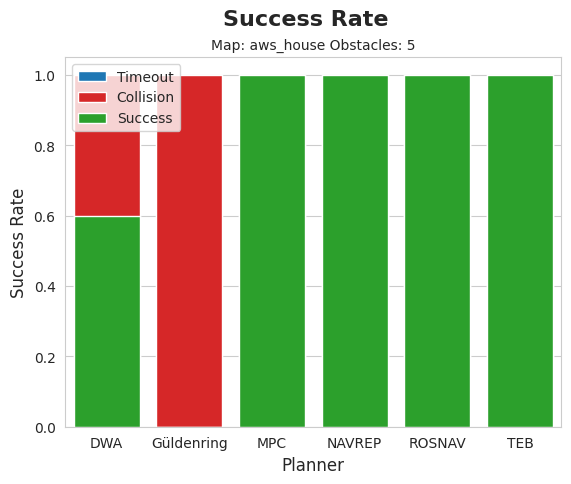 Success Rate
Map: aws_house Obstacles: 5
Timeout
Collision
Success
1.0
0.8
0.6
0.4
0.2
0.0
Success Rate
DWA Güldenring MPC NAVREP ROSNAV TEB
Planner